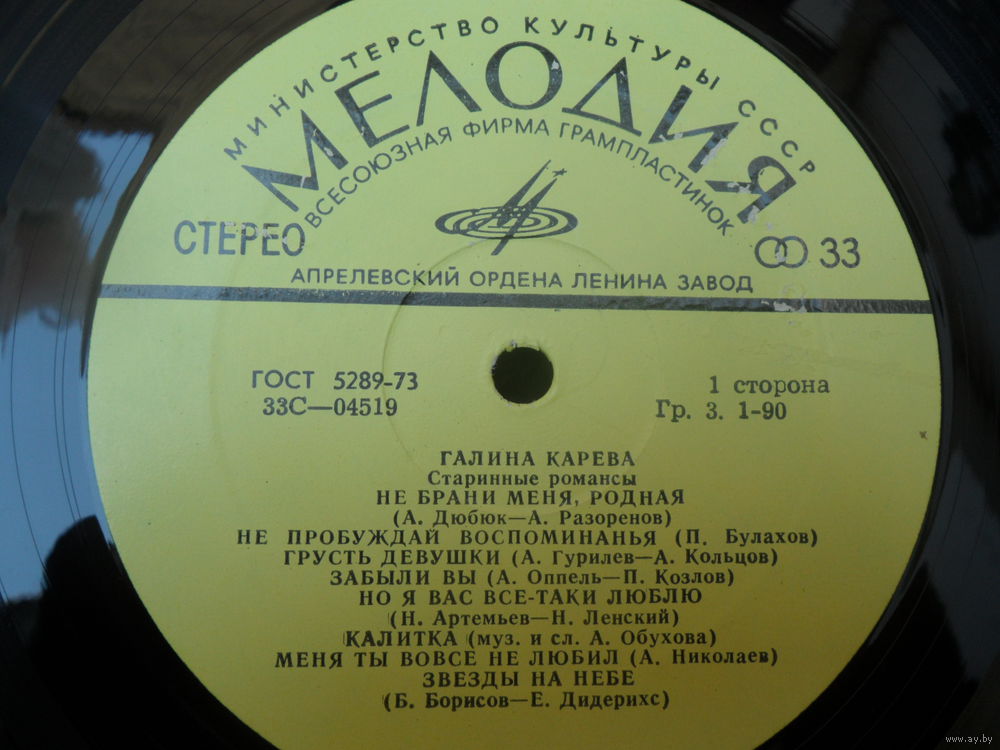 МИНИСТЕРСТВО КУЛЬТУРЫ СССР
МЕЛОДИЯ
ВСЕСОЮЗНАЯ ФИРМА ГРАМПЛАСТИНОК
СТЕРЕО
33
АПРЕЛЕВСКИЙ ОРДЕНА ЛЕНИНА ЗАВОД
ГОСТ 5289-73
33С—04519
1 сторона
Гр. 3. 1-90
ГАЛИНА КАРЕВА
Старинные романсы
НЕ БРАНИ МЕНЯ, РОДНАЯ
(А. Дюбюк—А. Разоренов)
НЕ ПРОБУЖДАЙ ВОСПОМИНАНЬЯ (П. Булахов)
ГРУСТЬ ДЕВУШКИ (А. Гурилев—А. Кольцов)
ЗАБЫЛИ ВЫ (А. Оппель—П. Козлов)
НО Я ВАС ВСЕ-ТАКИ ЛЮБЛЮ
(Н. Артемьев—Н. Ленский)
КАЛИТКА (муз. и сл. А. Обухова)
МЕНЯ ТЫ ВОВСЕ НЕ ЛЮБИЛ (А. Николаев)
ЗВЕЗДЫ НА НЕБЕ
(Б. Борисов—Е. Дидерихс)
www.ay.by